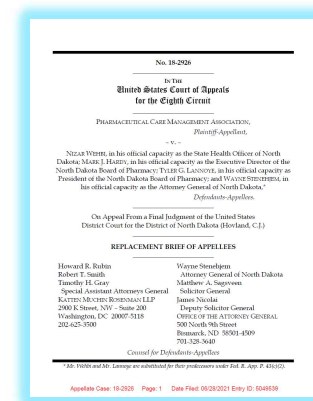 No. 18-2926
IN THE
United States Court of Appeals
for the Eighth Circuit
PHARMACEUTICAL CARE MANAGEMENT ASSOCIATION,
Plaintiff-Appellant,
– v. –
NIZAR WEHBI, in his official capacity as the State Health Officer of North
Dakota; MARK J. HARDY, in his official capacity as the Executive Director of the
North Dakota Board of Pharmacy; TYLER G. LANNOYE, in his official capacity as
President of the North Dakota Board of Pharmacy; and WAYNE STENEHJEM, in
his official capacity as the Attorney General of North Dakota,*
Defendants-Appellees.
On Appeal From a Final Judgment of the United States
District Court for the District of North Dakota (Hovland, C.J.)
REPLACEMENT BRIEF OF APPELLEES
Howard R. Rubin
Robert T. Smith
Timothy H. Gray
Special Assistant Attorneys General
KATTEN MUCHIN ROSENMAN LLP
2900 K Street, NW – Suite 200
Washington, DC 20007-5118
202-625-3500
Wayne Stenehjem
Attorney General of North Dakota
Matthew A. Sagsveen
Solicitor General
James Nicolai
Deputy Solicitor General
OFFICE OF THE ATTORNEY GENERAL
500 North 9th Street
Bismarck, ND 58501-4509
701-328-3640
Counsel for Defendants-Appellees
* Mr. Wehbi and Mr. Lannoye are substituted for their predecessors under Fed. R. App. P. 43(c)(2).
Appellate Case: 18-2926 Page: 1 Date Filed: 06/28/2021 Entry ID: 5049539